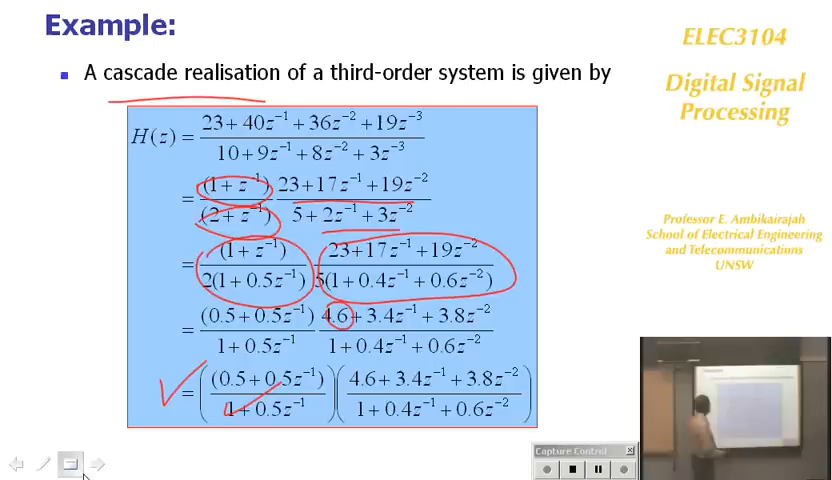 Example:
ELEC3104
Digital Signal
Processing
A cascade realisation of a third-order system is given by
H(z) = (23 + 40z⁻¹ + 36z⁻² + 19z⁻³) / (10 + 9z⁻¹ + 8z⁻² + 3z⁻³)
= (1 + z⁻¹) / (2 + z⁻¹) (23 + 17z⁻¹ + 19z⁻²) / (5 + 2z⁻¹ + 3z⁻²)
= (1 + z⁻¹) / 2(1 + 0.5z⁻¹) (23 + 17z⁻¹ + 19z⁻²) / 5(1 + 0.4z⁻¹ + 0.6z⁻²)
= (0.5 + 0.5z⁻¹) / (1 + 0.5z⁻¹) (4.6 + 3.4z⁻¹ + 3.8z⁻²) / (1 + 0.4z⁻¹ + 0.6z⁻²)
= ((0.5 + 0.5z⁻¹) / (1 + 0.5z⁻¹)) ((4.6 + 3.4z⁻¹ + 3.8z⁻²) / (1 + 0.4z⁻¹ + 0.6z⁻²))
Professor E. Ambikairajah
School of Electrical Engineering
and Telecommunications
UNSW
Capture Control